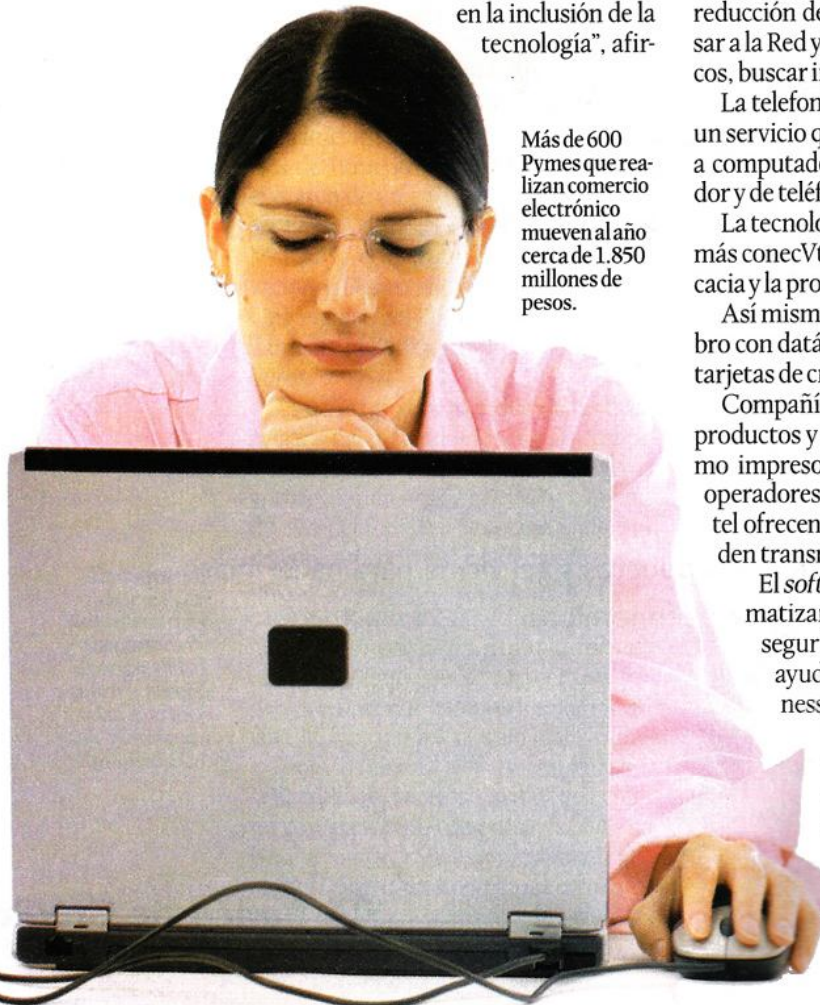 en la inclusión de la
tecnología”, afir-
Más de 600
Pymes que rea-
lizan comercio
electrónico
mueven al año
cerca de 1.850
millones de
pesos.
reducción de
sar a la Red y
cos, buscar i
La telefon
un servicio q
a computad
dor y de teléf
La tecnolo
más conecVt
cacia y la pro
Así mism
bro con datá
tarjetas de cr
Compañí
productos y
mo impreso
operadores
tel ofrecen
den transm
El soft
matizar
segur
ayud
ness